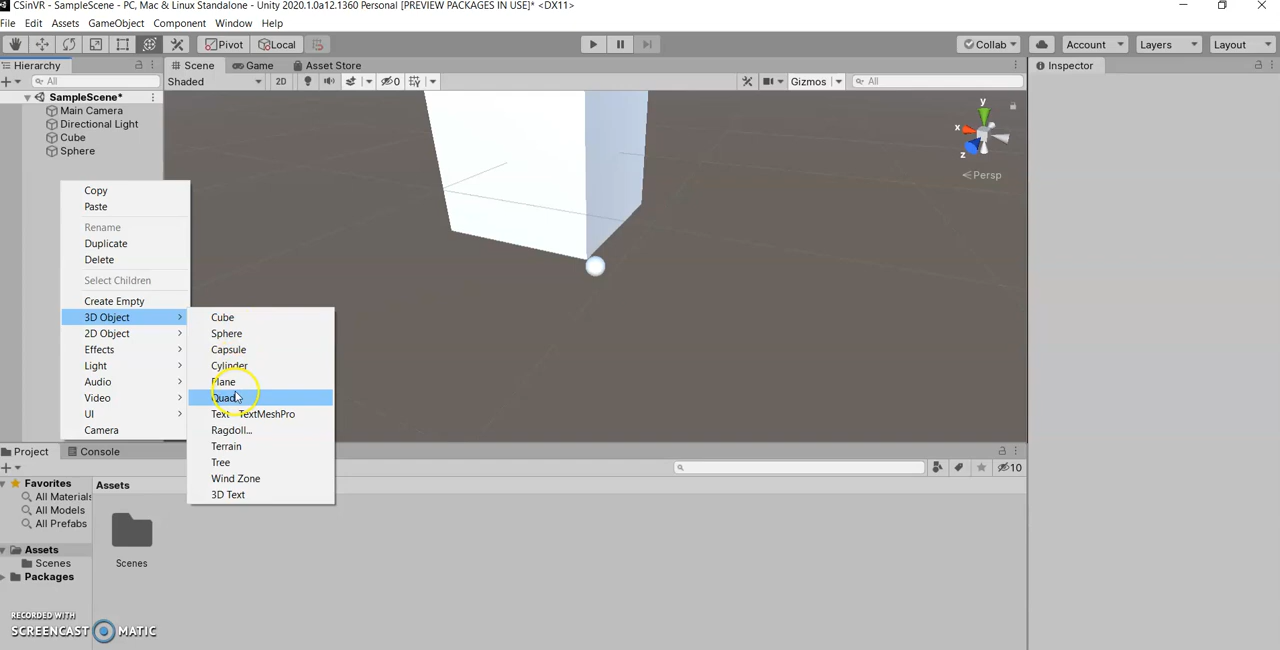 CSinVR - SampleScene - PC, Mac & Linux Standalone - Unity 2020.1.0a12.1360 Personal [PREVIEW PACKAGES IN USE]* <DX11>
File Edit Assets GameObject Component Window Help
Pivot Local Collab Account Layers Layout
Hierarchy Scene Game Asset Store Inspector
All Shaded 2D 0 Gizmos All
SampleScene*
Main Camera
Directional Light
Cube
Sphere
y
x
z
Persp
Copy
Paste
Rename
Duplicate
Delete
Select Children
Create Empty
3D Object
2D Object
Effects
Light
Audio
Video
UI
Camera
Cube
Sphere
Capsule
Cylinder
Plane
Quad
Text - TextMeshPro
Ragdoll...
Terrain
Tree
Wind Zone
3D Text
Project Console
10
Favorites
All Materials
All Models
All Prefabs
Assets
Scenes
Packages
Assets
Scenes
RECORDED WITH
SCREENCAST MATIC